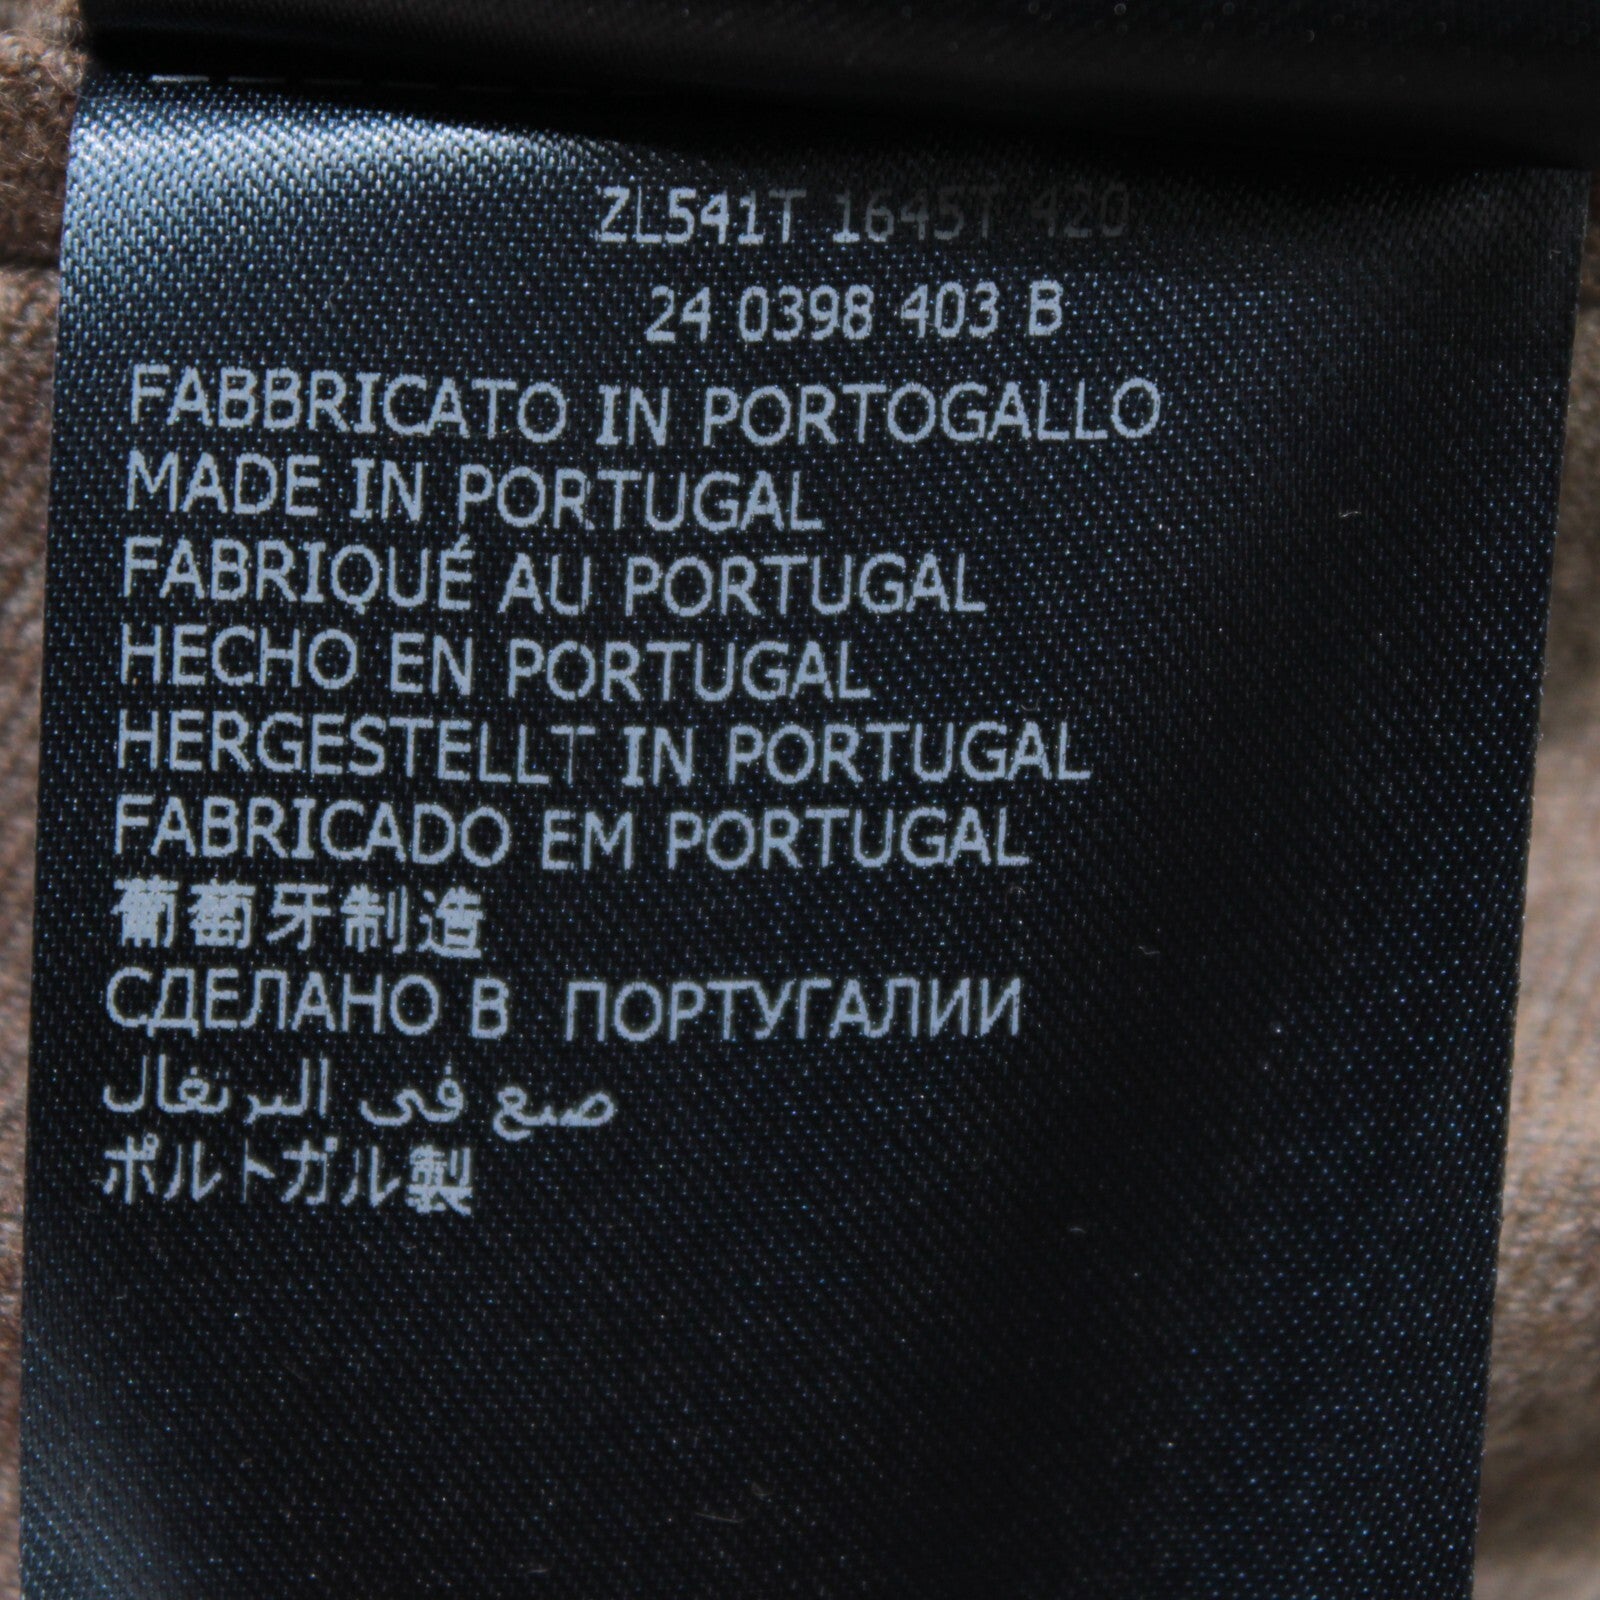 ZL541T 1645T 420
24 0398 403 B
FABBRICATO IN PORTOGALLO
MADE IN PORTUGAL
FABRIQUÉ AU PORTUGAL
HECHO EN PORTUGAL
HERGESTELLT IN PORTUGAL
FABRICADO EM PORTUGAL
葡萄牙制造
СДЕЛАНО В ПОРТУГАЛИИ
صنع في البرتغال
ポルトガル製